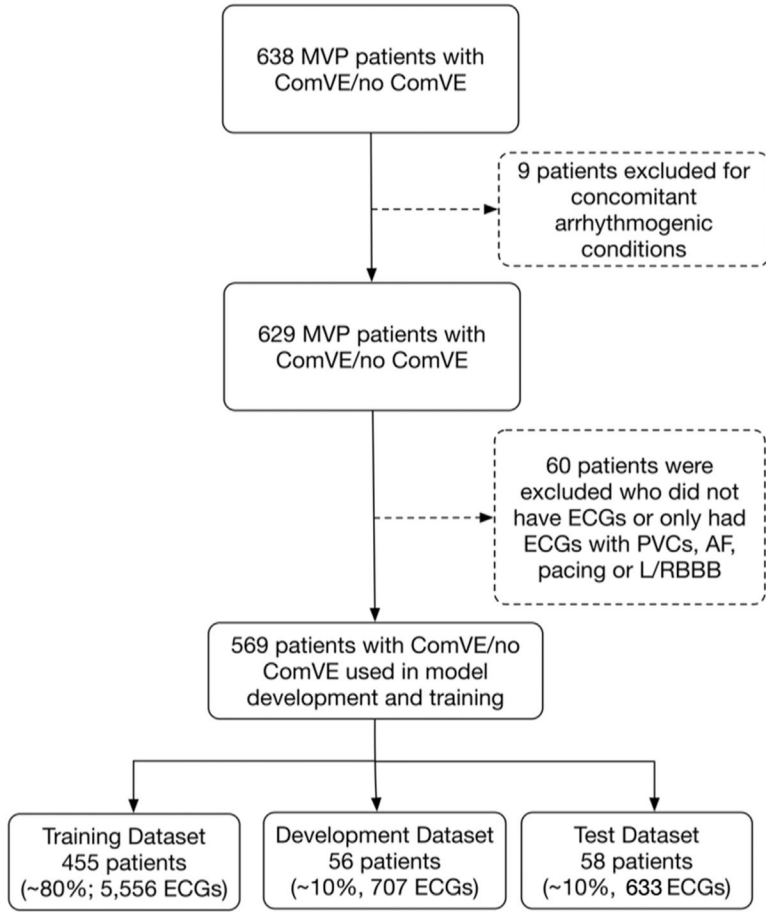 638 MVP patients with
ComVE/no ComVE
9 patients excluded for
concomitant
arrhythmogenic
conditions
629 MVP patients with
ComVE/no ComVE
60 patients were
excluded who did not
have ECGs or only had
ECGs with PVCs, AF,
pacing or L/RBBB
569 patients with ComVE/no
ComVE used in model
development and training
Training Dataset
455 patients
(~80%; 5,556 ECGs)
Development Dataset
56 patients
(~10%, 707 ECGs)
Test Dataset
58 patients
(~10%, 633 ECGs)